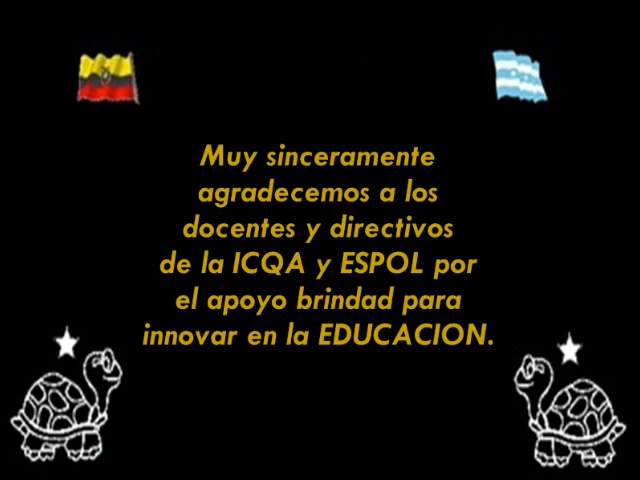 Muy sinceramente
agradecemos a los
docentes y directivos
de la ICQA y ESPOL por
el apoyo brindad para
innovar en la EDUCACION.